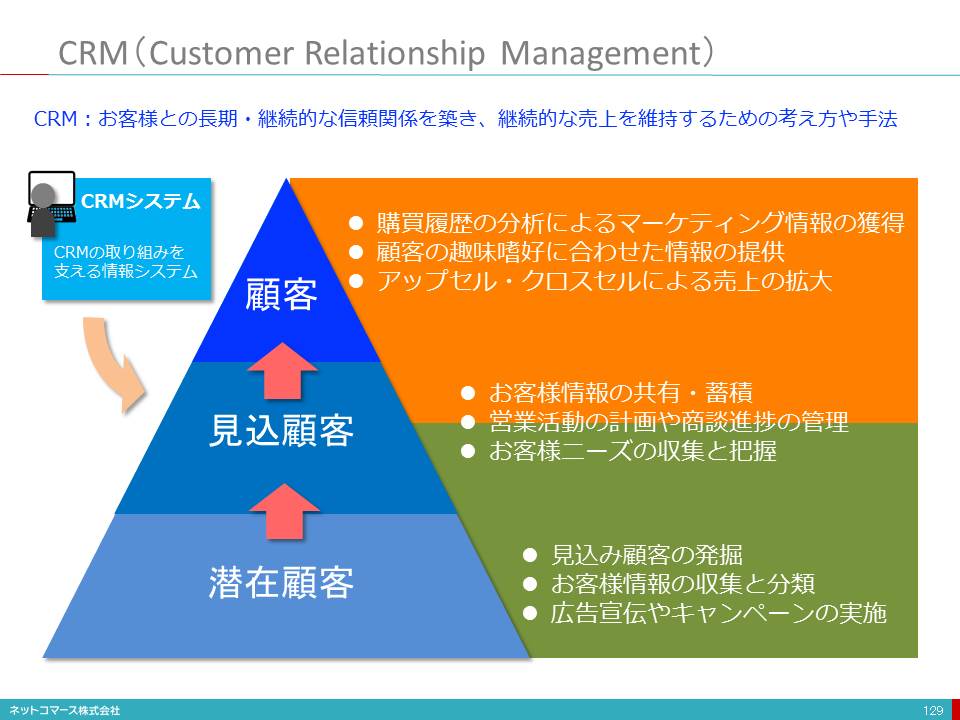 CRM（Customer Relationship Management）
CRM：お客様との長期・継続的な信頼関係を築き、継続的な売上を維持するための考え方や手法
CRMシステム
CRMの取り組みを
支える情報システム
顧客
● 購買履歴の分析によるマーケティング情報の獲得
● 顧客の趣味嗜好に合わせた情報の提供
● アップセル・クロスセルによる売上の拡大
見込顧客
● お客様情報の共有・蓄積
● 営業活動の計画や商談進捗の管理
● お客様ニーズの収集と把握
潜在顧客
● 見込み顧客の発掘
● お客様情報の収集と分類
● 広告宣伝やキャンペーンの実施
ネットコマース株式会社
129